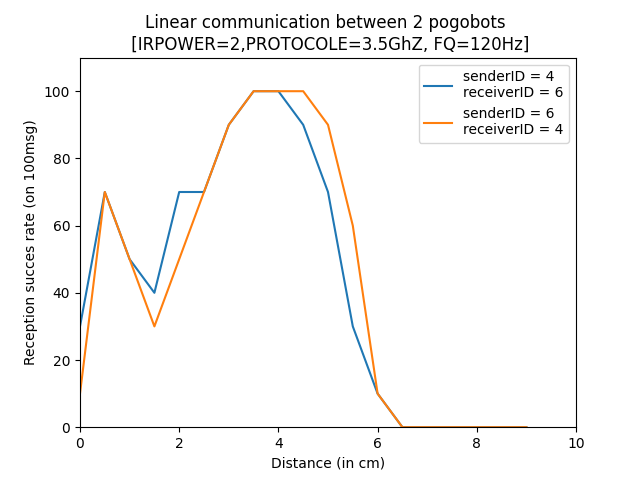 Linear communication between 2 pogobots
[IRPOWER=2,PROTOCOLE=3.5GhZ, FQ=120Hz]
senderID = 4
receiverID = 6
senderID = 6
receiverID = 4
Reception succes rate (on 100msg)
100
80
60
40
20
0
0 2 4 6 8 10
Distance (in cm)